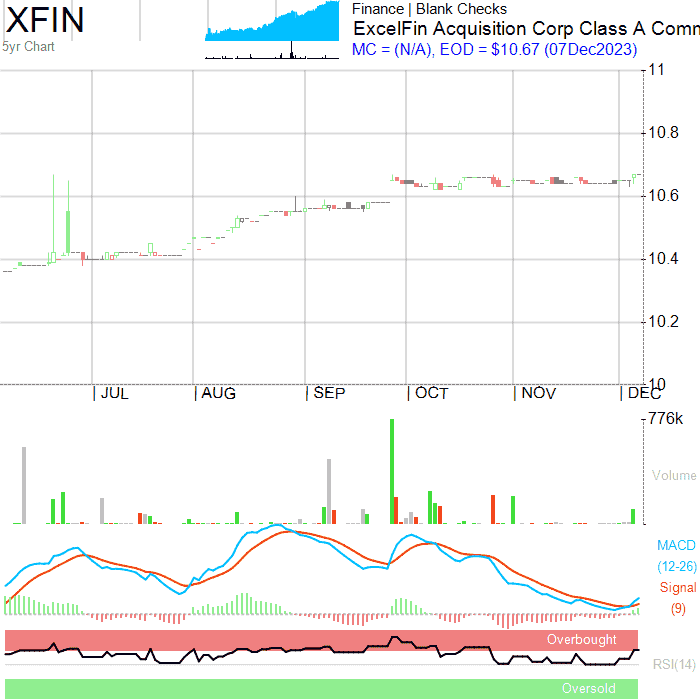 XFIN
5yr Chart
Finance | Blank Checks
ExcelFin Acquisition Corp Class A Comm
MC = (N/A), EOD = $10.67 (07Dec2023)
11
10.8
10.6
10.4
10.2
10
| JUL | AUG | SEP | OCT | NOV | DEC
776k
Volume
MACD
(12-26)
Signal
(9)
Overbought
RSI(14)
Oversold